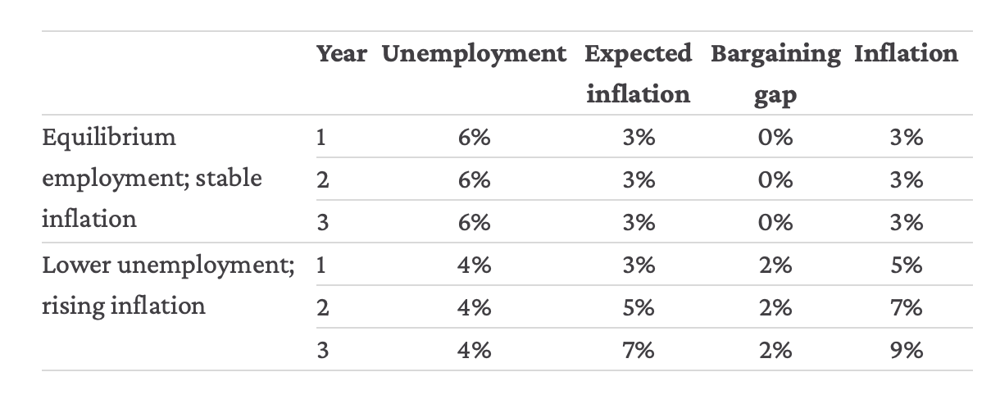 Year Unemployment Expected Bargaining Inflation
inflation gap
Equilibrium 1 6% 3% 0% 3%
employment; stable 2 6% 3% 0% 3%
inflation 3 6% 3% 0% 3%
Lower unemployment; 1 4% 3% 2% 5%
rising inflation 2 4% 5% 2% 7%
3 4% 7% 2% 9%